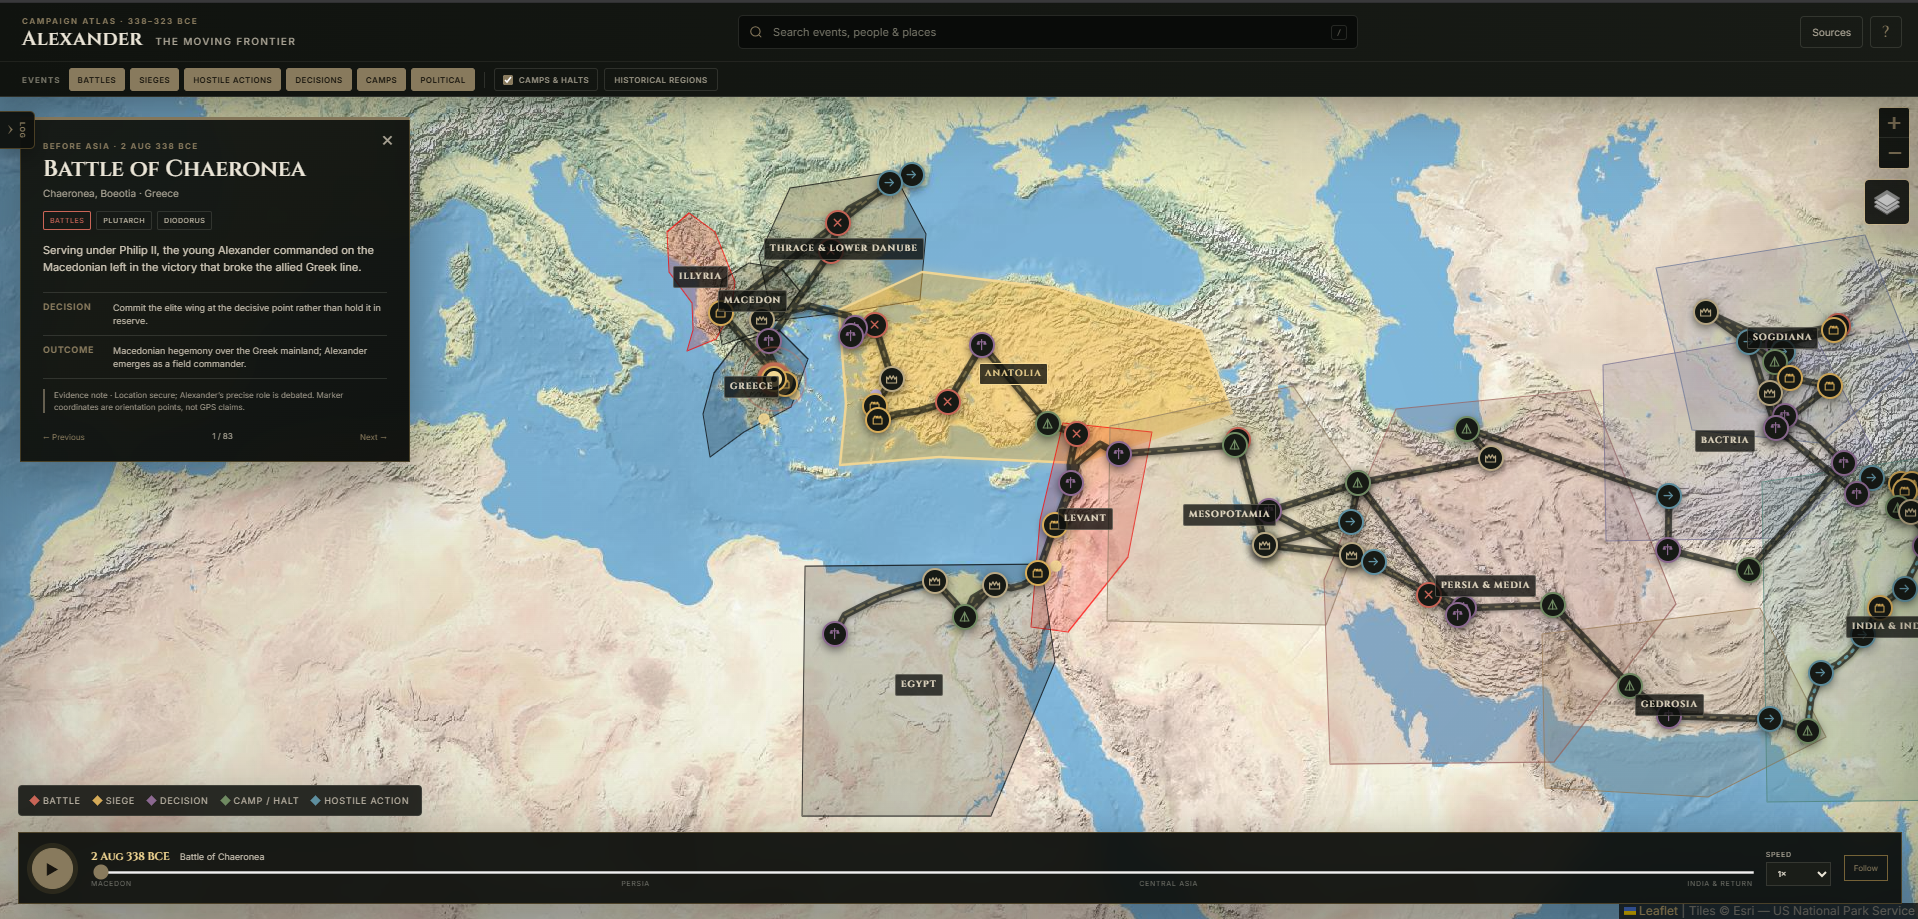 CAMPAIGN ATLAS · 338–323 BCE
ALEXANDER THE MOVING FRONTIER
Search events, people & places /
Sources ?
EVENTS BATTLES SIEGES HOSTILE ACTIONS DECISIONS CAMPS POLITICAL CAMPS & HALTS HISTORICAL REGIONS
LOG
BEFORE ASIA · 2 AUG 338 BCE
BATTLE OF CHAERONEA
Chaeronea, Boeotia · Greece
BATTLES PLUTARCH DIODORUS
Serving under Philip II, the young Alexander commanded on the
Macedonian left in the victory that broke the allied Greek line.
DECISION Commit the elite wing at the decisive point rather than hold it in
reserve.
OUTCOME Macedonian hegemony over the Greek mainland; Alexander
emerges as a field commander.
Evidence note · Location secure; Alexander's precise role is debated. Marker
coordinates are orientation points, not GPS claims.
← Previous 1 / 83 Next →
THRACE & LOWER DANUBE
ILLYRIA
MACEDON
GREECE
ANATOLIA
LEVANT
EGYPT
MESOPOTAMIA
PERSIA & MEDIA
GEDROSIA
SOGDIANA
BACTRIA
INDIA & IND
BATTLE SIEGE DECISION CAMP / HALT HOSTILE ACTION
2 AUG 338 BCE Battle of Chaeronea
MACEDON PERSIA CENTRAL ASIA INDIA & RETURN
SPEED
1×
Follow
Leaflet | Tiles © Esri — US National Park Service